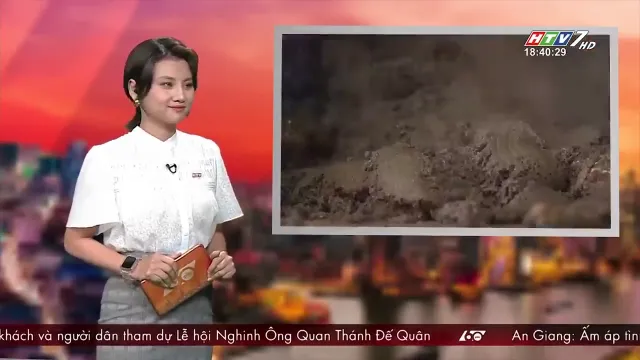 HTV7 HD
18:40:29
khách và người dân tham dự Lễ hội Nghinh Ông Quan Thánh Đế Quân 60 An Giang: Ấm áp tìn